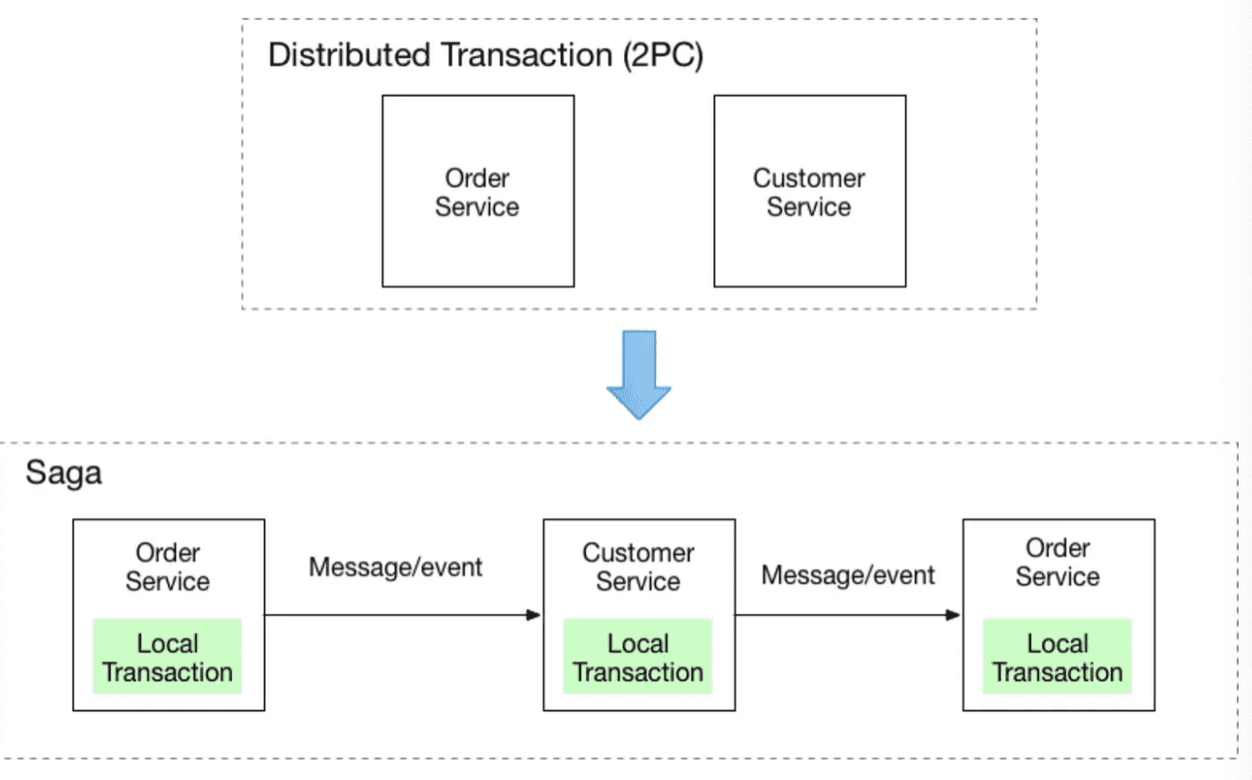 Distributed Transaction (2PC)
Order
Service
Customer
Service
Saga
Order
Service
Local
Transaction
Message/event
Customer
Service
Local
Transaction
Message/event
Order
Service
Local
Transaction